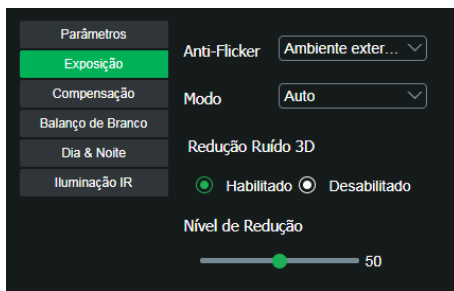 Parâmetros
Exposição
Compensação
Balanço de Branco
Dia & Noite
Iluminação IR
Anti-Flicker Ambiente exter...
Modo Auto
Redução Ruído 3D
Habilitado Desabilitado
Nível de Redução
50